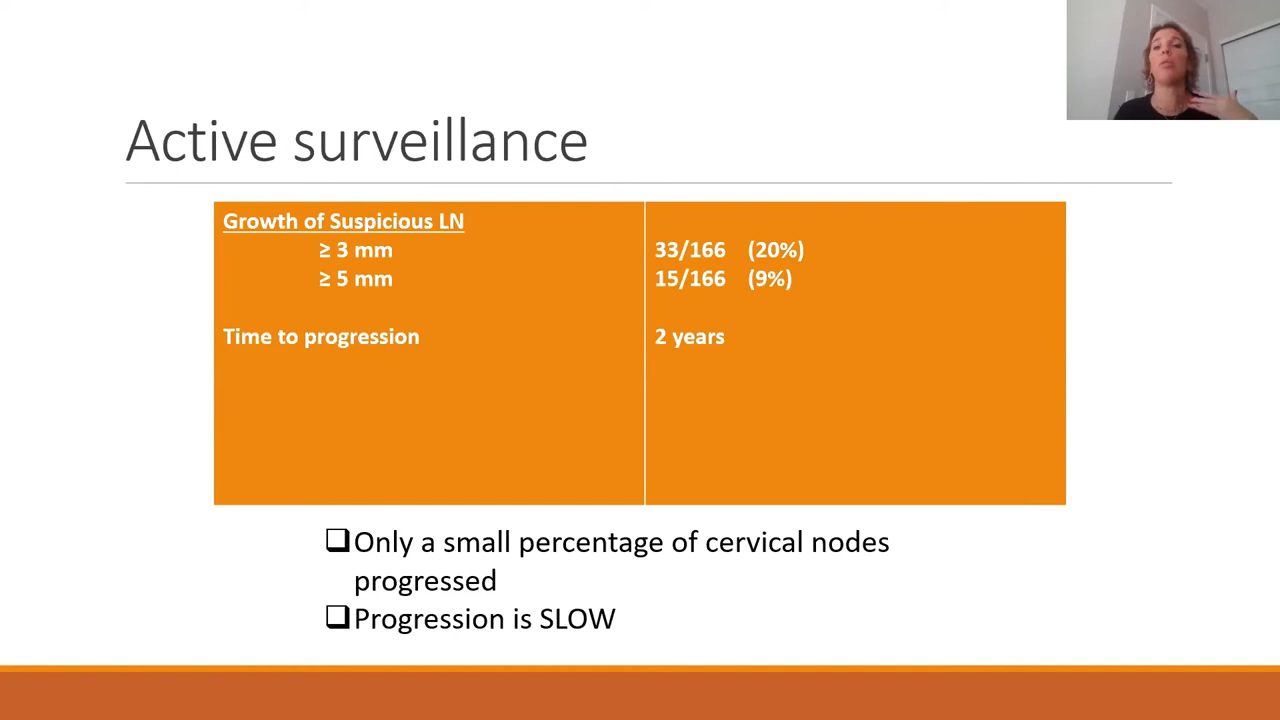 Active surveillance
Growth of Suspicious LN
≥ 3 mm 33/166 (20%)
≥ 5 mm 15/166 (9%)
Time to progression 2 years
❑Only a small percentage of cervical nodes
progressed
❑Progression is SLOW